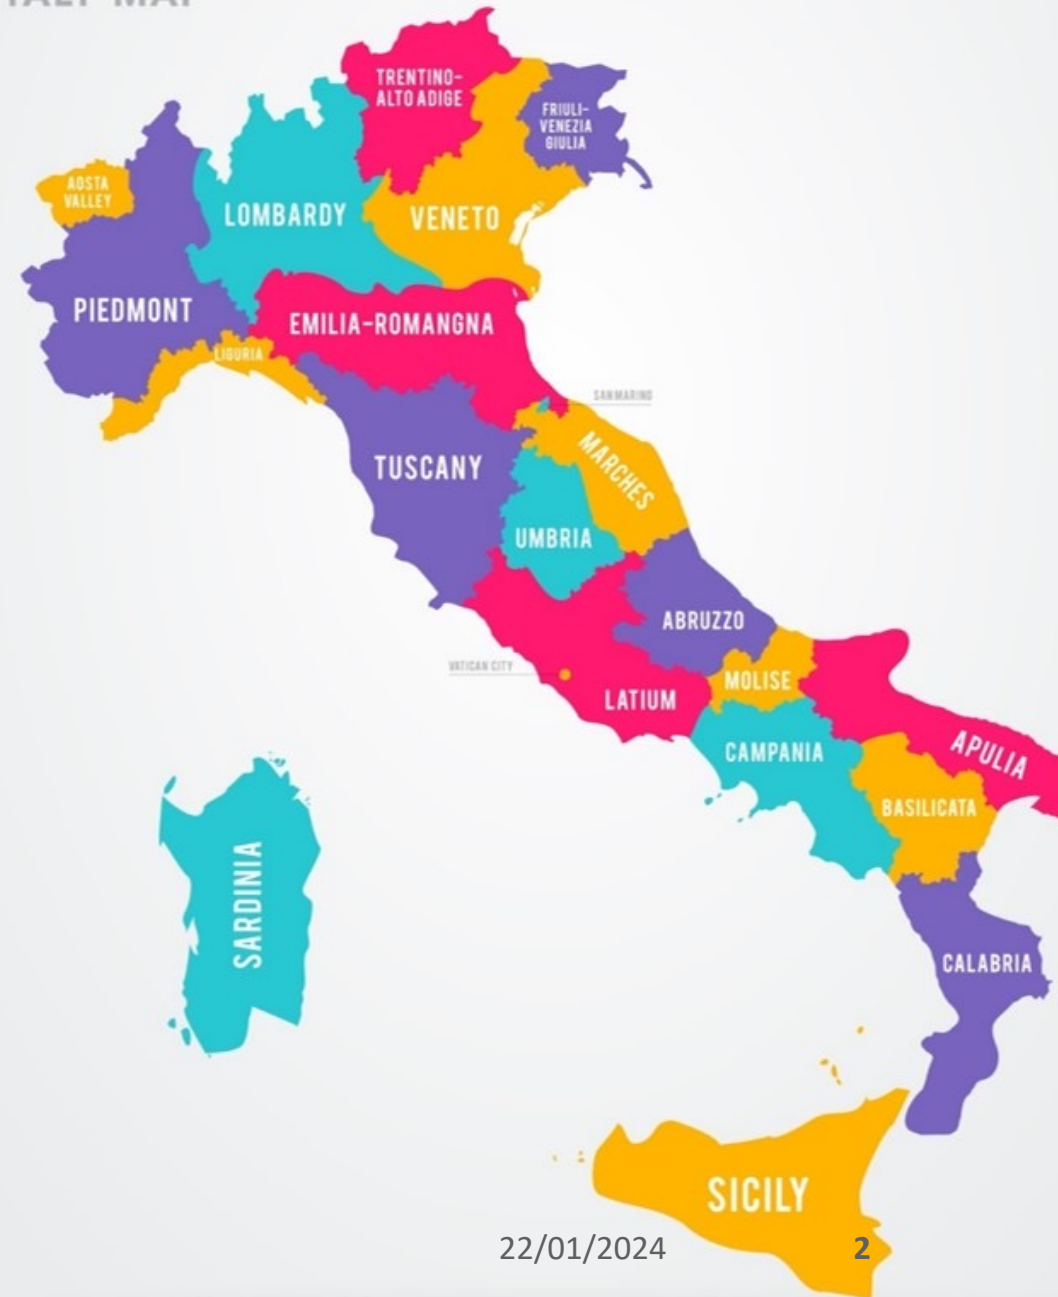 TRENTINO-
ALTO ADIGE
FRIULI-
VENEZIA
GIULIA
AOSTA
VALLEY
LOMBARDY
VENETO
PIEDMONT
EMILIA-ROMANGNA
LIGURIA
SAN MARINO
MARCHES
TUSCANY
UMBRIA
ABRUZZO
VATICAN CITY
MOLISE
LATIUM
CAMPANIA
APULIA
BASILICATA
SARDINIA
CALABRIA
SICILY
22/01/2024
2